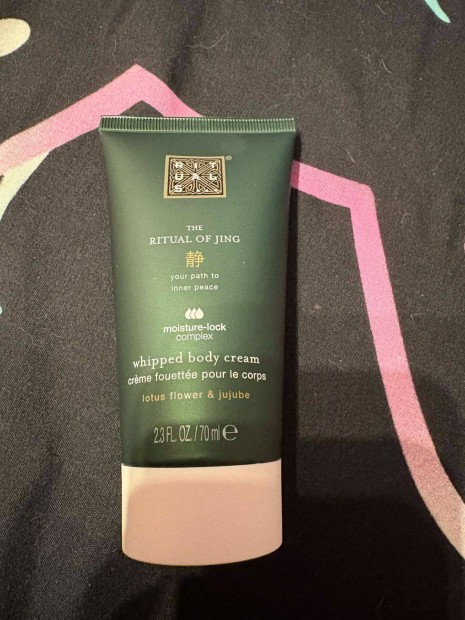 RITUALS®
THE
RITUAL OF JING
静
your path to
inner peace
moisture-lock
complex
whipped body cream
crème fouettée pour le corps
lotus flower & jujube
2.3 FL. OZ. / 70 ml ℮